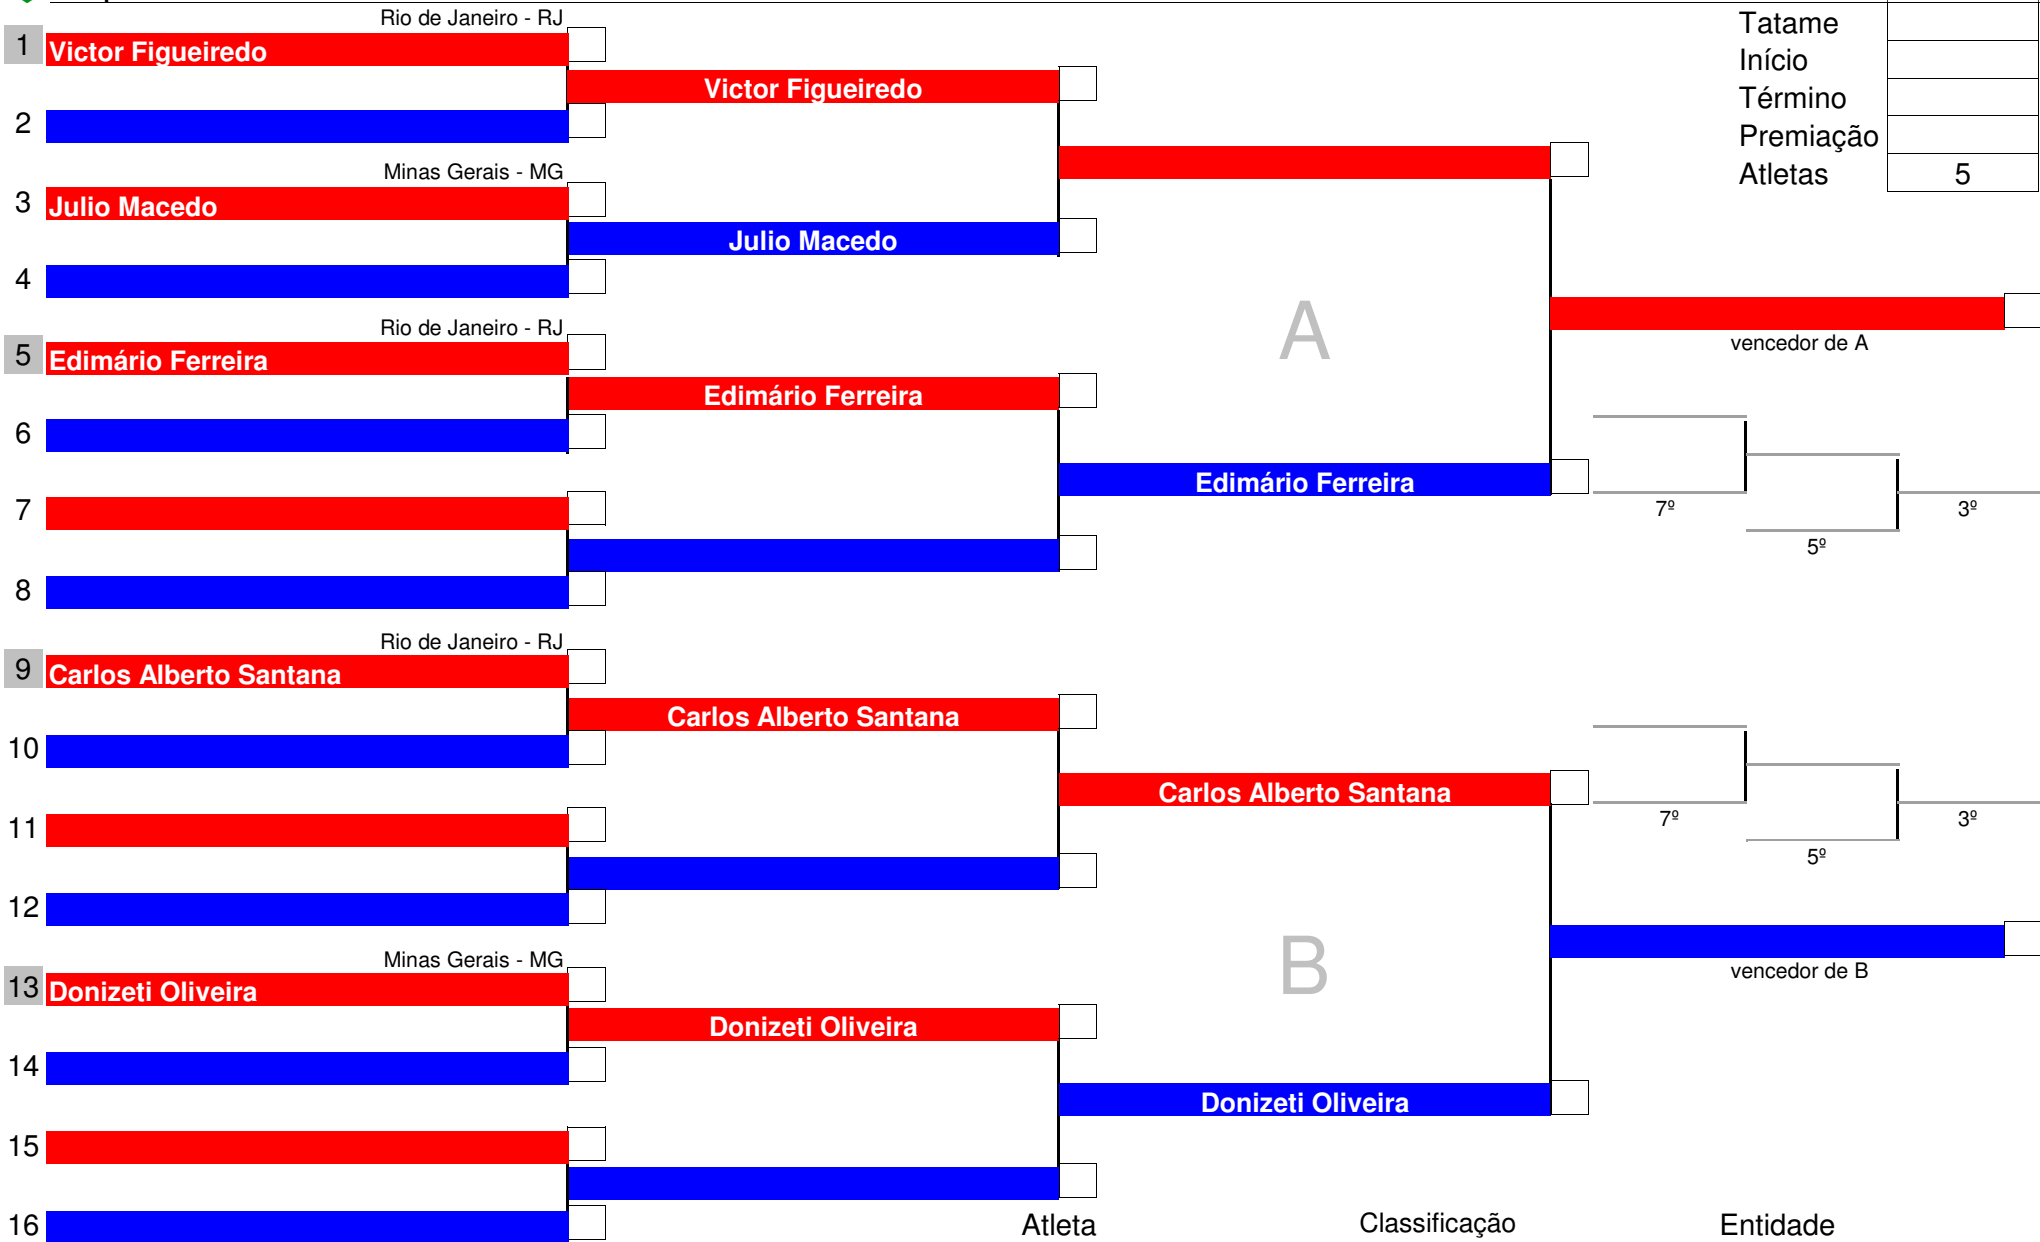 Rio de Janeiro - RJ
1 Victor Figueiredo
Victor Figueiredo
2
Minas Gerais - MG
3 Julio Macedo
Julio Macedo
4
Rio de Janeiro - RJ
5 Edimário Ferreira
Edimário Ferreira
6
Edimário Ferreira
7
8
A
Rio de Janeiro - RJ
9 Carlos Alberto Santana
Carlos Alberto Santana
10
Carlos Alberto Santana
11
12
B
Minas Gerais - MG
13 Donizeti Oliveira
Donizeti Oliveira
14
Donizeti Oliveira
15
16
Tatame
Início
Término
Premiação
Atletas 5
vencedor de A
7º
3º
5º
7º
3º
5º
vencedor de B
Atleta Classificação Entidade